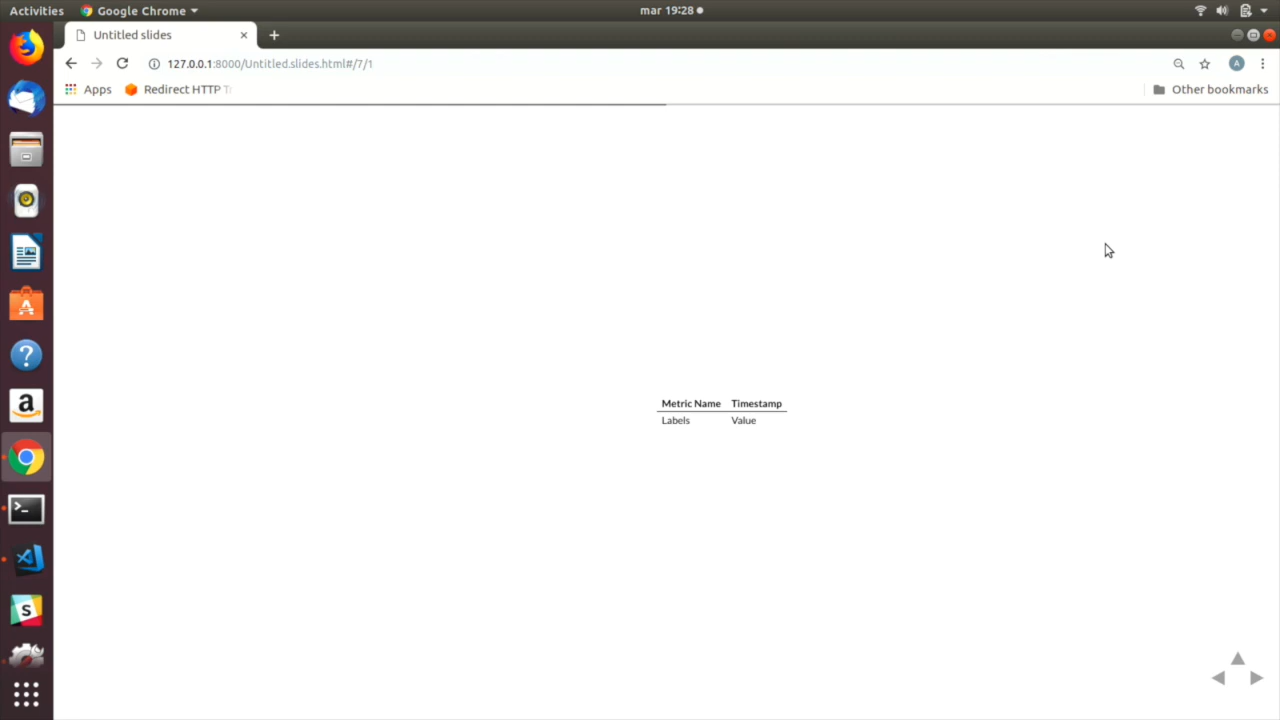 Activities Google Chrome mar 19:28
Untitled slides
127.0.0.1:8000/Untitled.slides.html#/7/1 A
Apps Redirect HTTP Other bookmarks
Metric Name Timestamp
Labels Value